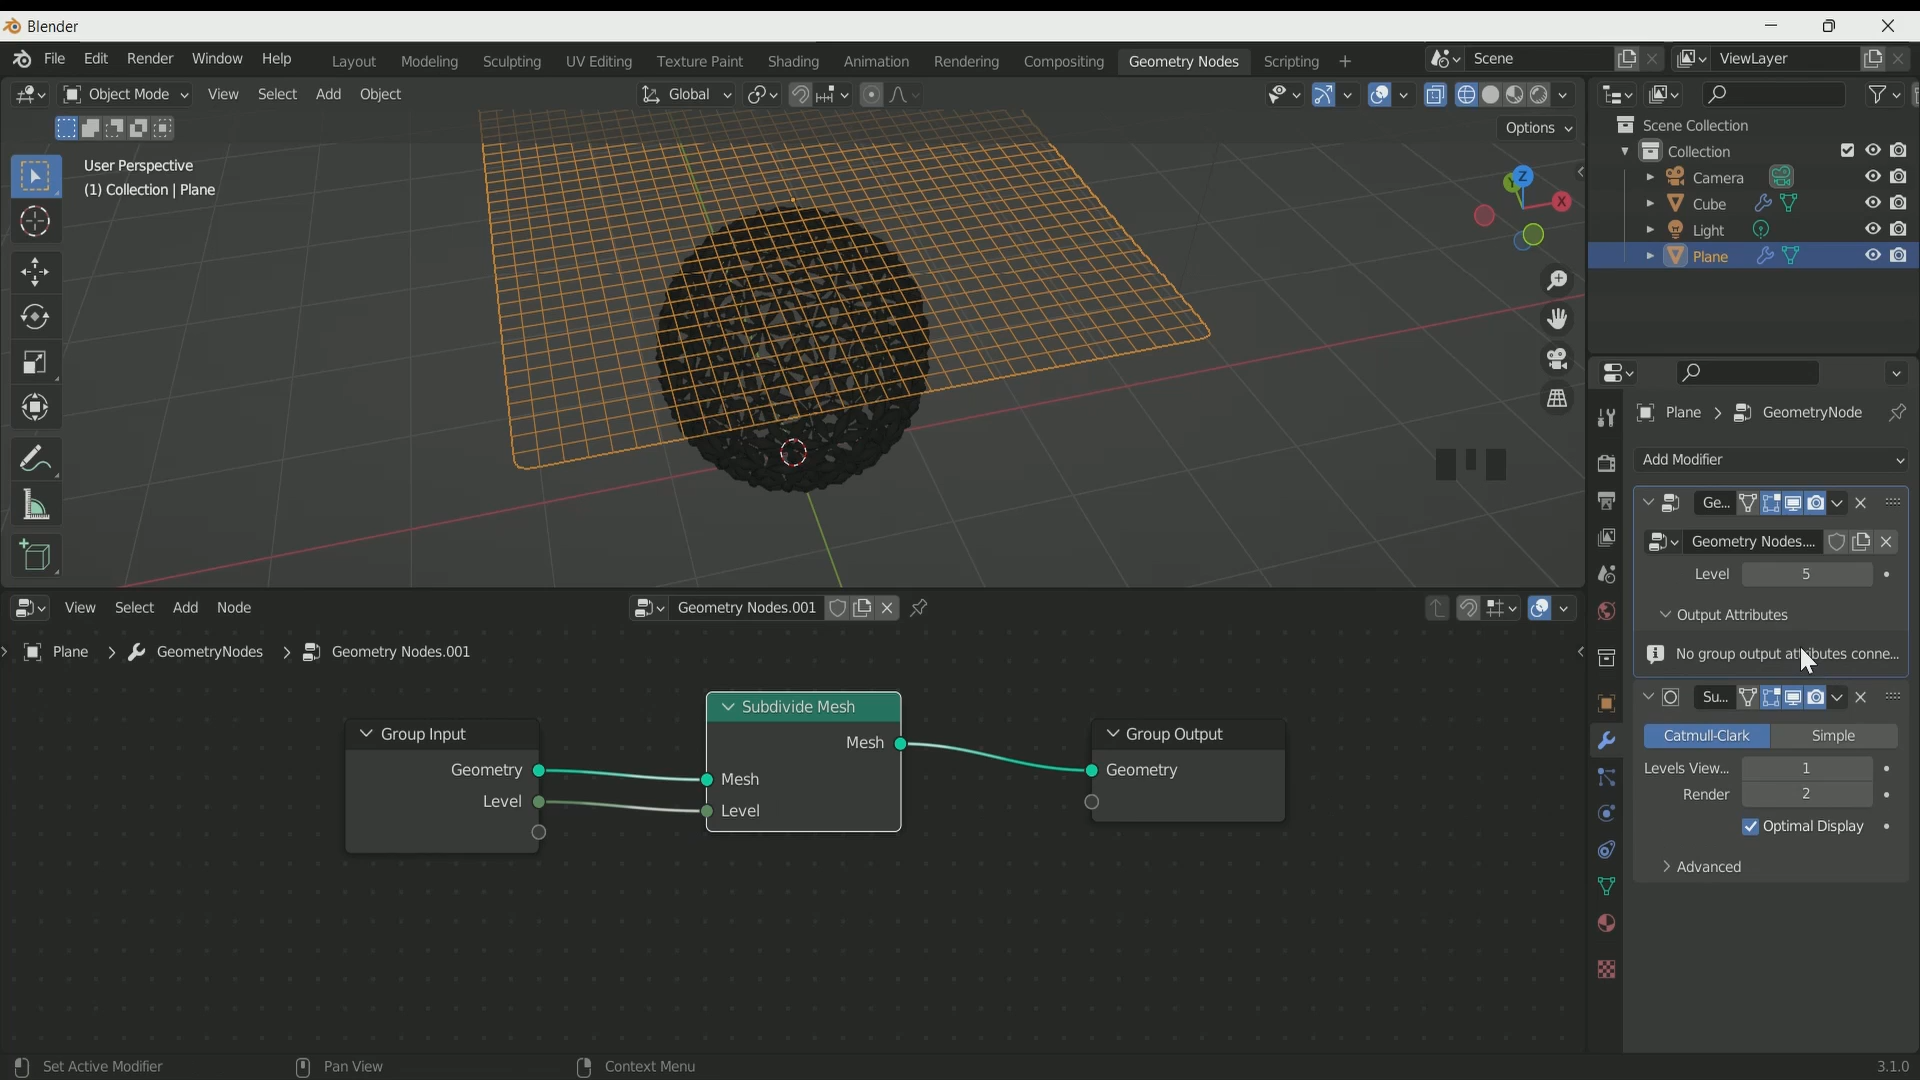 Blender
File Edit Render Window Help Layout Modeling Sculpting UV Editing Texture Paint Shading Animation Rendering Compositing Geometry Nodes Scripting + Scene ViewLayer
Object Mode View Select Add Object Global
Options
User Perspective
(1) Collection | Plane
Z
Y
X
Scene Collection
Collection
Camera
Cube
Light
Plane
Plane > GeometryNode
Add Modifier
Ge...
Geometry Nodes....
Level 5
Output Attributes
No group output attributes conne...
Su...
Catmull-Clark Simple
Levels View... 1
Render 2
Optimal Display
Advanced
View Select Add Node Geometry Nodes.001
Plane > GeometryNodes > Geometry Nodes.001
Group Input
Geometry
Level
Subdivide Mesh
Mesh
Mesh
Level
Group Output
Geometry
Set Active Modifier Pan View Context Menu 3.1.0